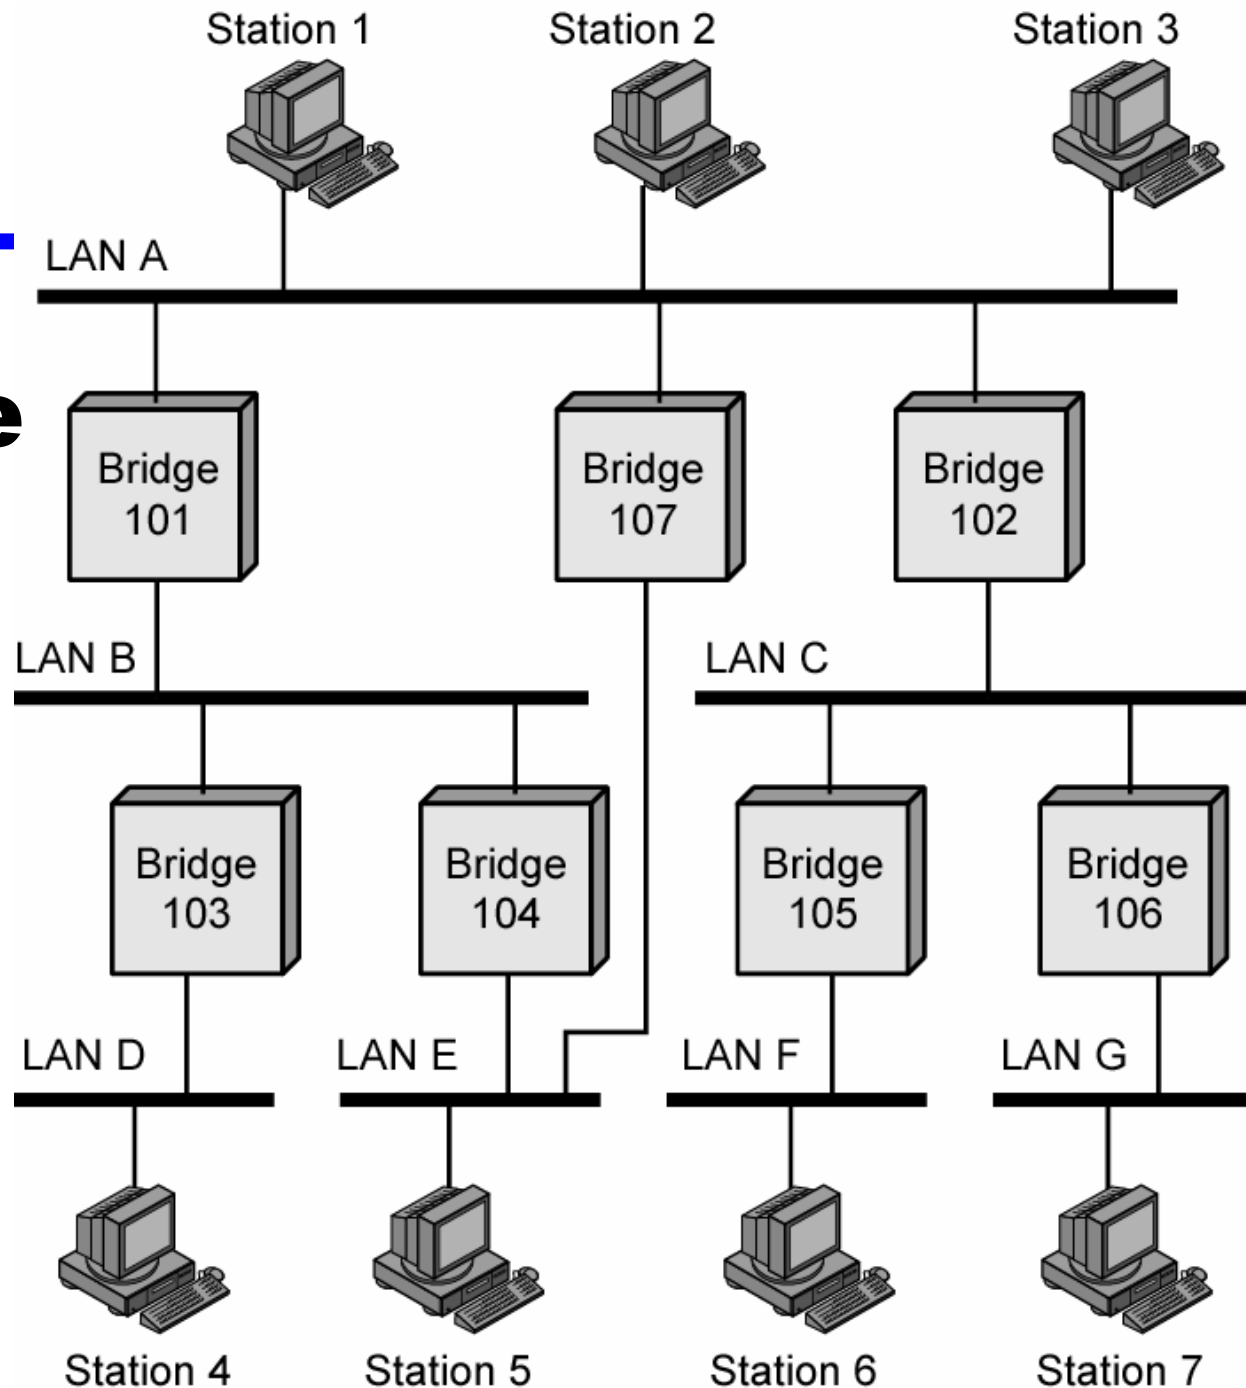 Station 1
Station 2
Station 3
LAN A
e
Bridge
101
Bridge
107
Bridge
102
LAN B
LAN C
Bridge
103
Bridge
104
Bridge
105
Bridge
106
LAN D
LAN E
LAN F
LAN G
Station 4
Station 5
Station 6
Station 7